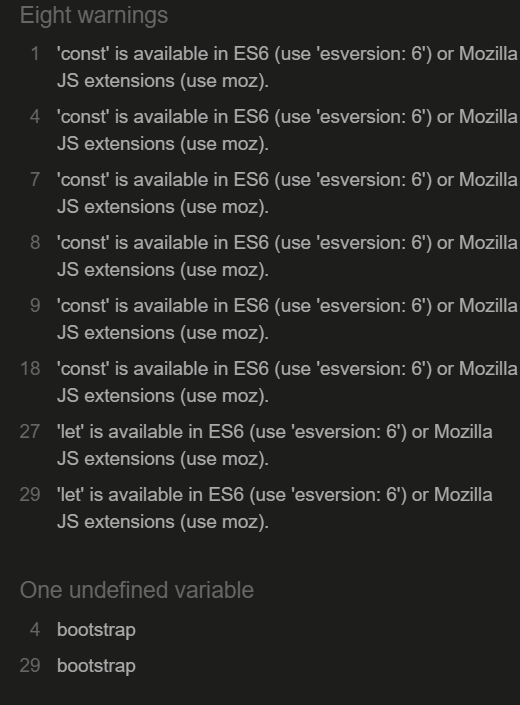 Eight warnings
1 'const' is available in ES6 (use 'esversion: 6') or Mozilla
JS extensions (use moz).
4 'const' is available in ES6 (use 'esversion: 6') or Mozilla
JS extensions (use moz).
7 'const' is available in ES6 (use 'esversion: 6') or Mozilla
JS extensions (use moz).
8 'const' is available in ES6 (use 'esversion: 6') or Mozilla
JS extensions (use moz).
9 'const' is available in ES6 (use 'esversion: 6') or Mozilla
JS extensions (use moz).
18 'const' is available in ES6 (use 'esversion: 6') or Mozilla
JS extensions (use moz).
27 'let' is available in ES6 (use 'esversion: 6') or Mozilla
JS extensions (use moz).
29 'let' is available in ES6 (use 'esversion: 6') or Mozilla
JS extensions (use moz).
One undefined variable
4 bootstrap
29 bootstrap